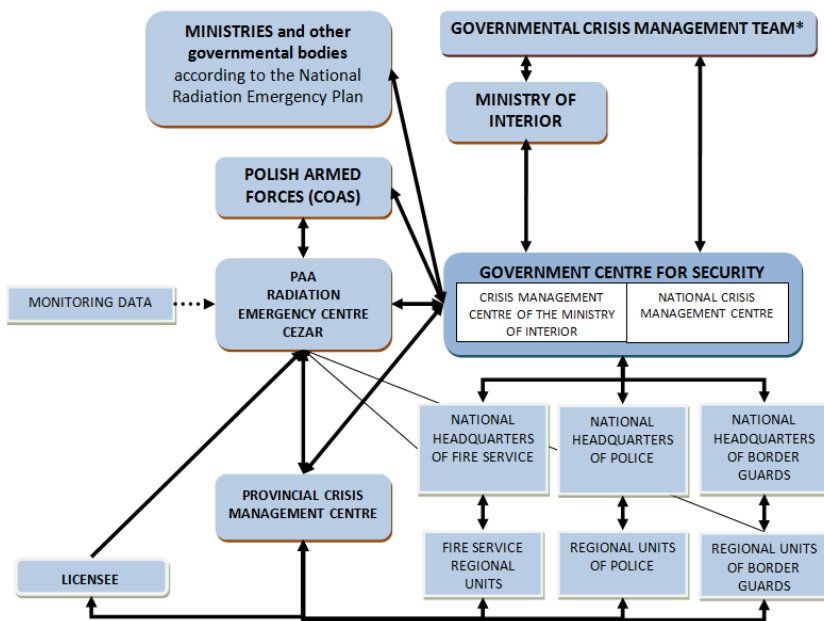 MINISTRIES and other
governmental bodies
according to the National
Radiation Emergency Plan
GOVERNMENTAL CRISIS MANAGEMENT TEAM*
MINISTRY OF
INTERIOR
POLISH ARMED
FORCES (COAS)
MONITORING DATA
PAA
RADIATION
EMERGENCY CENTRE
CEZAR
GOVERNMENT CENTRE FOR SECURITY
CRISIS MANAGEMENT
CENTRE OF THE MINISTRY
OF INTERIOR
NATIONAL CRISIS
MANAGEMENT CENTRE
NATIONAL
HEADQUARTERS
OF FIRE SERVICE
NATIONAL
HEADQUARTERS
OF POLICE
NATIONAL
HEADQUARTERS
OF BORDER
GUARDS
PROVINCIAL CRISIS
MANAGEMENT CENTRE
LICENSEE
FIRE SERVICE
REGIONAL
UNITS
REGIONAL UNITS
OF POLICE
REGIONAL UNITS
OF BORDER
GUARDS